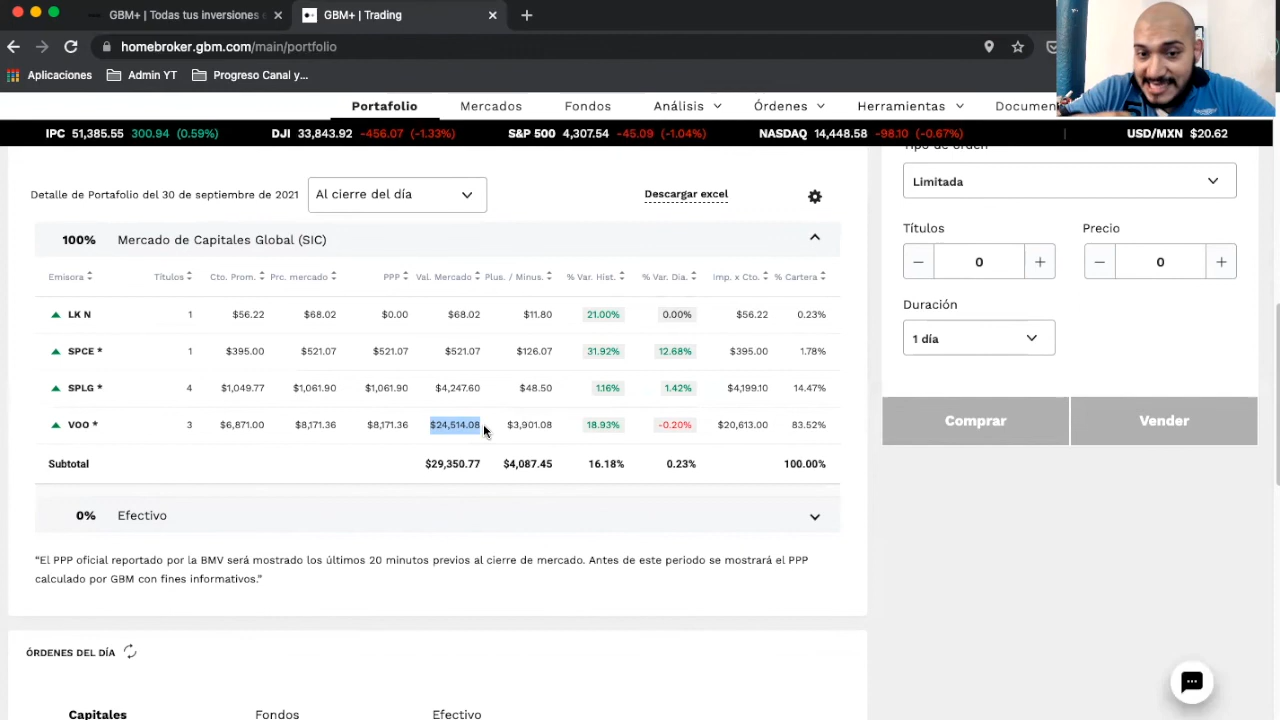 GBM+ | Todas tus inversiones e
GBM+ | Trading
homebroker.gbm.com/main/portfolio
Aplicaciones Admin YT Progreso Canal y...
Portafolio Mercados Fondos Análisis Órdenes Herramientas Documen
IPC 51,385.55 300.94 (0.59%) DJI 33,843.92 -456.07 (-1.33%) S&P 500 4,307.54 -45.09 (-1.04%) NASDAQ 14,448.58 -98.10 (-0.67%) USD/MXN $20.62
Detalle de Portafolio del 30 de septiembre de 2021 Al cierre del día Descargar excel
100% Mercado de Capitales Global (SIC)
Emisora Títulos Cto. Prom. Prc. mercado PPP Val. Mercado Plus. / Minus. % Var. Hist. % Var. Dia. Imp. x Cto. % Cartera
LK N 1 $56.22 $68.02 $0.00 $68.02 $11.80 21.00% 0.00% $56.22 0.23%
SPCE * 1 $395.00 $521.07 $521.07 $521.07 $126.07 31.92% 12.68% $395.00 1.78%
SPLG * 4 $1,049.77 $1,061.90 $1,061.90 $4,247.60 $48.50 1.16% 1.42% $4,199.10 14.47%
VOO * 3 $6,871.00 $8,171.36 $8,171.36 $24,514.08 $3,901.08 18.93% -0.20% $20,613.00 83.52%
Subtotal $29,350.77 $4,087.45 16.18% 0.23% 100.00%
0% Efectivo
"El PPP oficial reportado por la BMV será mostrado los últimos 20 minutos previos al cierre de mercado. Antes de este periodo se mostrará el PPP
calculado por GBM con fines informativos."
ÓRDENES DEL DÍA
Capitales Fondos Efectivo
Tipo de orden
Limitada
Títulos Precio
− 0 + − 0 +
Duración
1 día
Comprar Vender